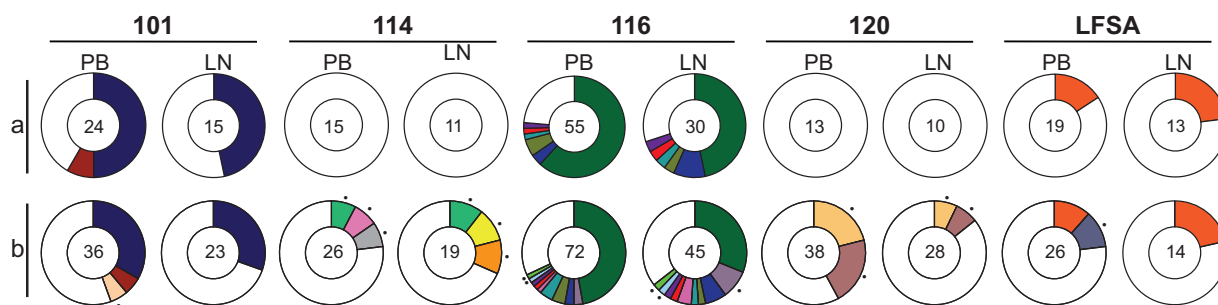 101 114 116 120 LFSA
PB LN PB LN PB LN PB LN PB LN
a 24 15 15 11 55 30 13 10 19 13
b 36 23 26 19 72 45 38 28 26 14